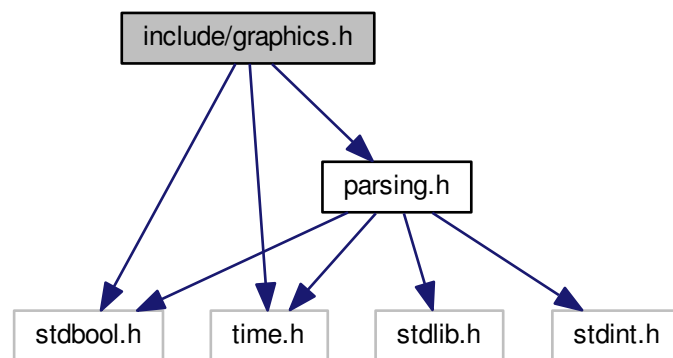 include/graphics.h
parsing.h
stdbool.h
time.h
stdlib.h
stdint.h